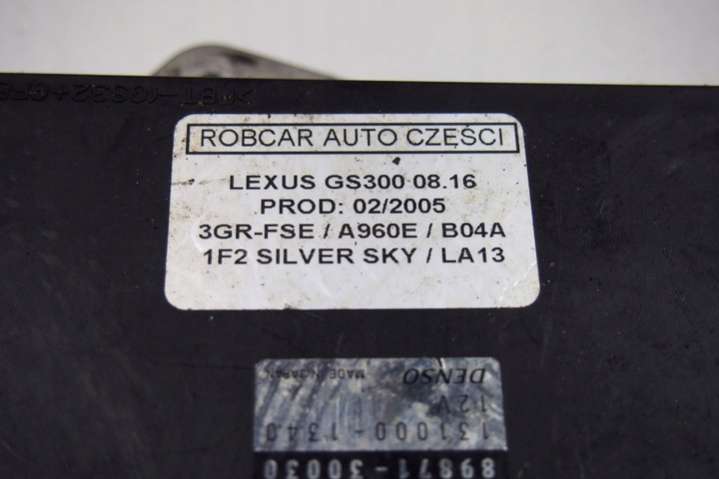 ROBCAR AUTO CZĘŚCI
LEXUS GS300 08.16
PROD: 02/2005
3GR-FSE / A960E / B04A
1F2 SILVER SKY / LA13
89871-30030
131000-1340
12V
DENSO MADE IN JAPAN